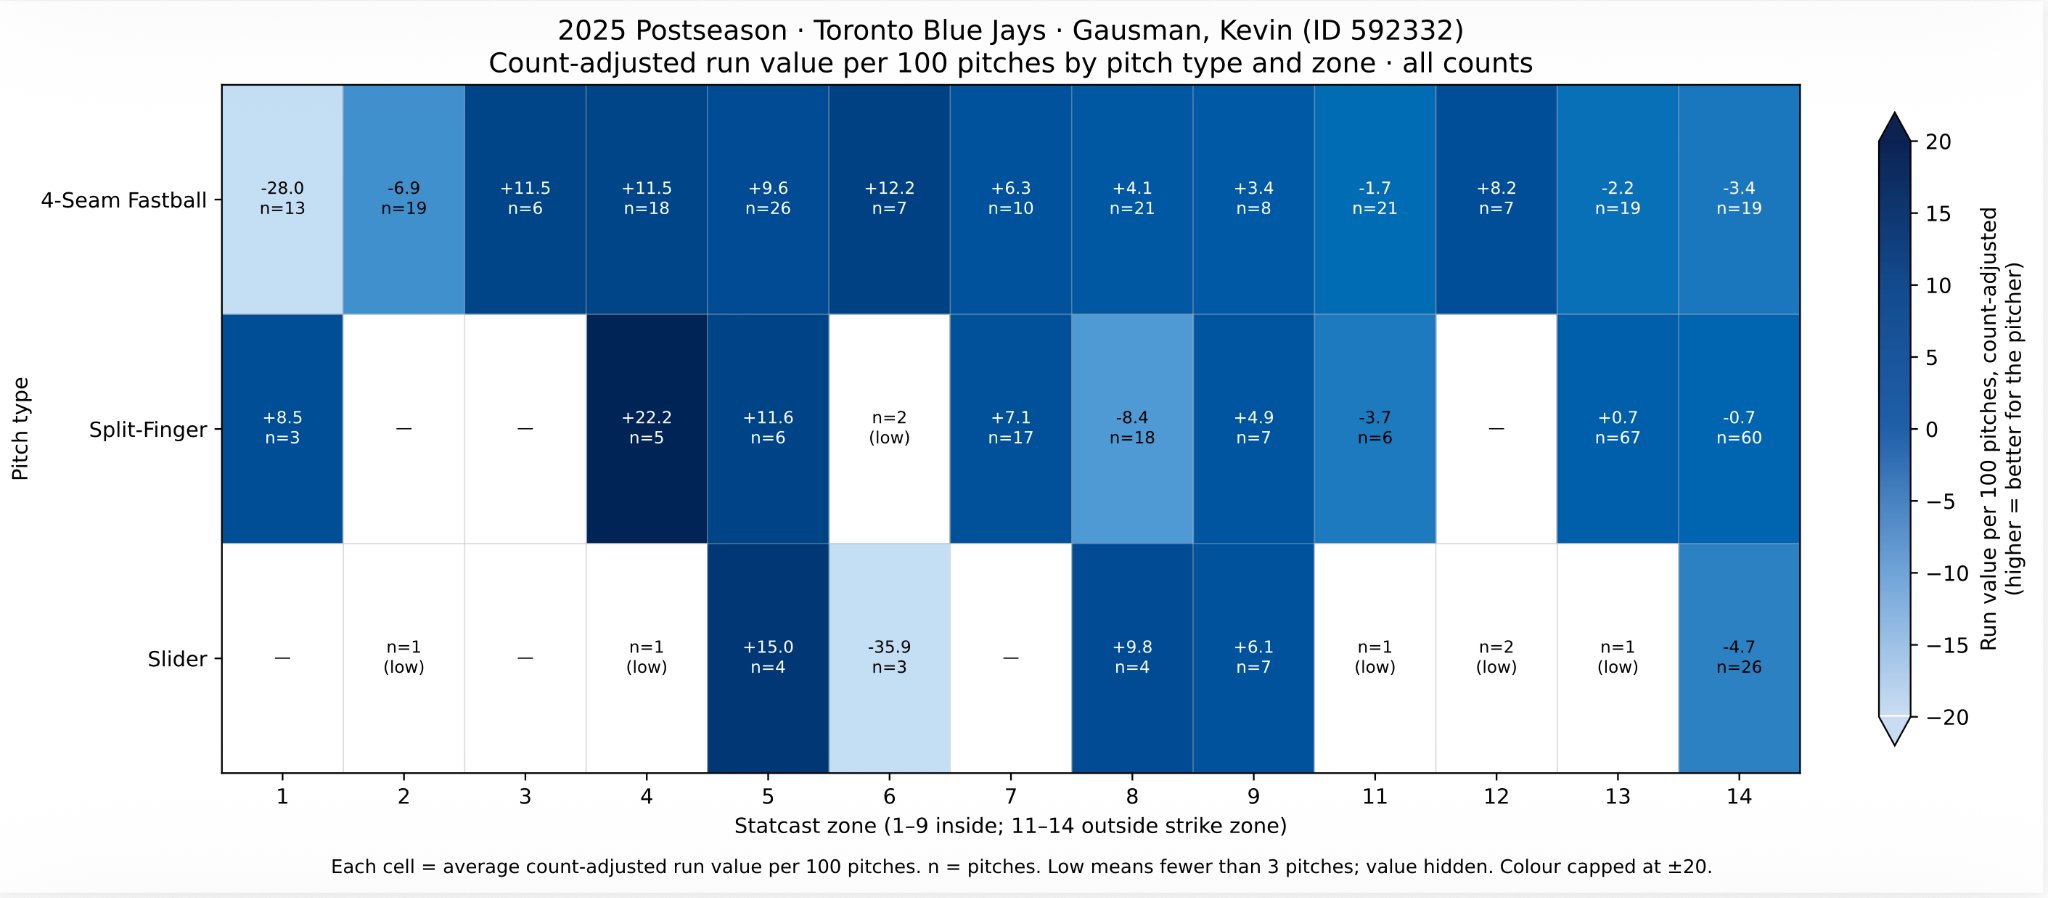 2025 Postseason · Toronto Blue Jays · Gausman, Kevin (ID 592332)
Count-adjusted run value per 100 pitches by pitch type and zone · all counts
Pitch type
4-Seam Fastball
-28.0
n=13
-6.9
n=19
+11.5
n=6
+11.5
n=18
+9.6
n=26
+12.2
n=7
+6.3
n=10
+4.1
n=21
+3.4
n=8
-1.7
n=21
+8.2
n=7
-2.2
n=19
-3.4
n=19
Split-Finger
+8.5
n=3
—
—
+22.2
n=5
+11.6
n=6
n=2
(low)
+7.1
n=17
-8.4
n=18
+4.9
n=7
-3.7
n=6
—
+0.7
n=67
-0.7
n=60
Slider
—
n=1
(low)
—
n=1
(low)
+15.0
n=4
-35.9
n=3
—
+9.8
n=4
+6.1
n=7
n=1
(low)
n=2
(low)
n=1
(low)
-4.7
n=26
1 2 3 4 5 6 7 8 9 11 12 13 14
Statcast zone (1–9 inside; 11–14 outside strike zone)
20
15
10
5
0
−5
−10
−15
−20
Run value per 100 pitches, count-adjusted
(higher = better for the pitcher)
Each cell = average count-adjusted run value per 100 pitches. n = pitches. Low means fewer than 3 pitches; value hidden. Colour capped at ±20.